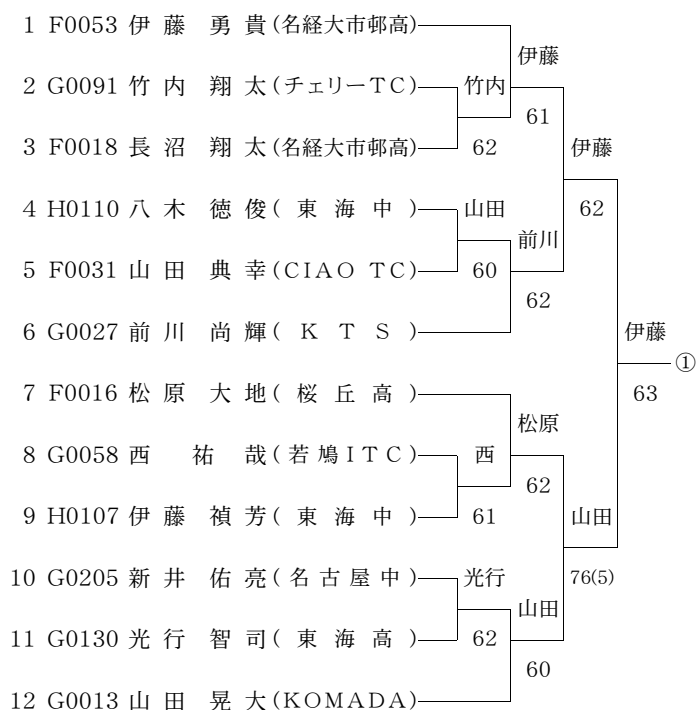 1 F0053 伊藤 勇貴(名経大市邨高)
伊藤
2 G0091 竹内 翔太(チェリーTC) 竹内
61
3 F0018 長沼 翔太(名経大市邨高) 62 伊藤
4 H0110 八木 徳俊(東海中) 山田 62
前川
5 F0031 山田 典幸(CIAO TC) 60
62
6 G0027 前川 尚輝(KTS) 伊藤
①
7 F0016 松原 大地(桜丘高) 63
松原
8 G0058 西 祐哉(若鳩ITC) 西
62
9 H0107 伊藤 禎芳(東海中) 61 山田
10 G0205 新井 佑亮(名古屋中) 光行 76(5)
山田
11 G0130 光行 智司(東海高) 62
60
12 G0013 山田 晃大(KOMADA)